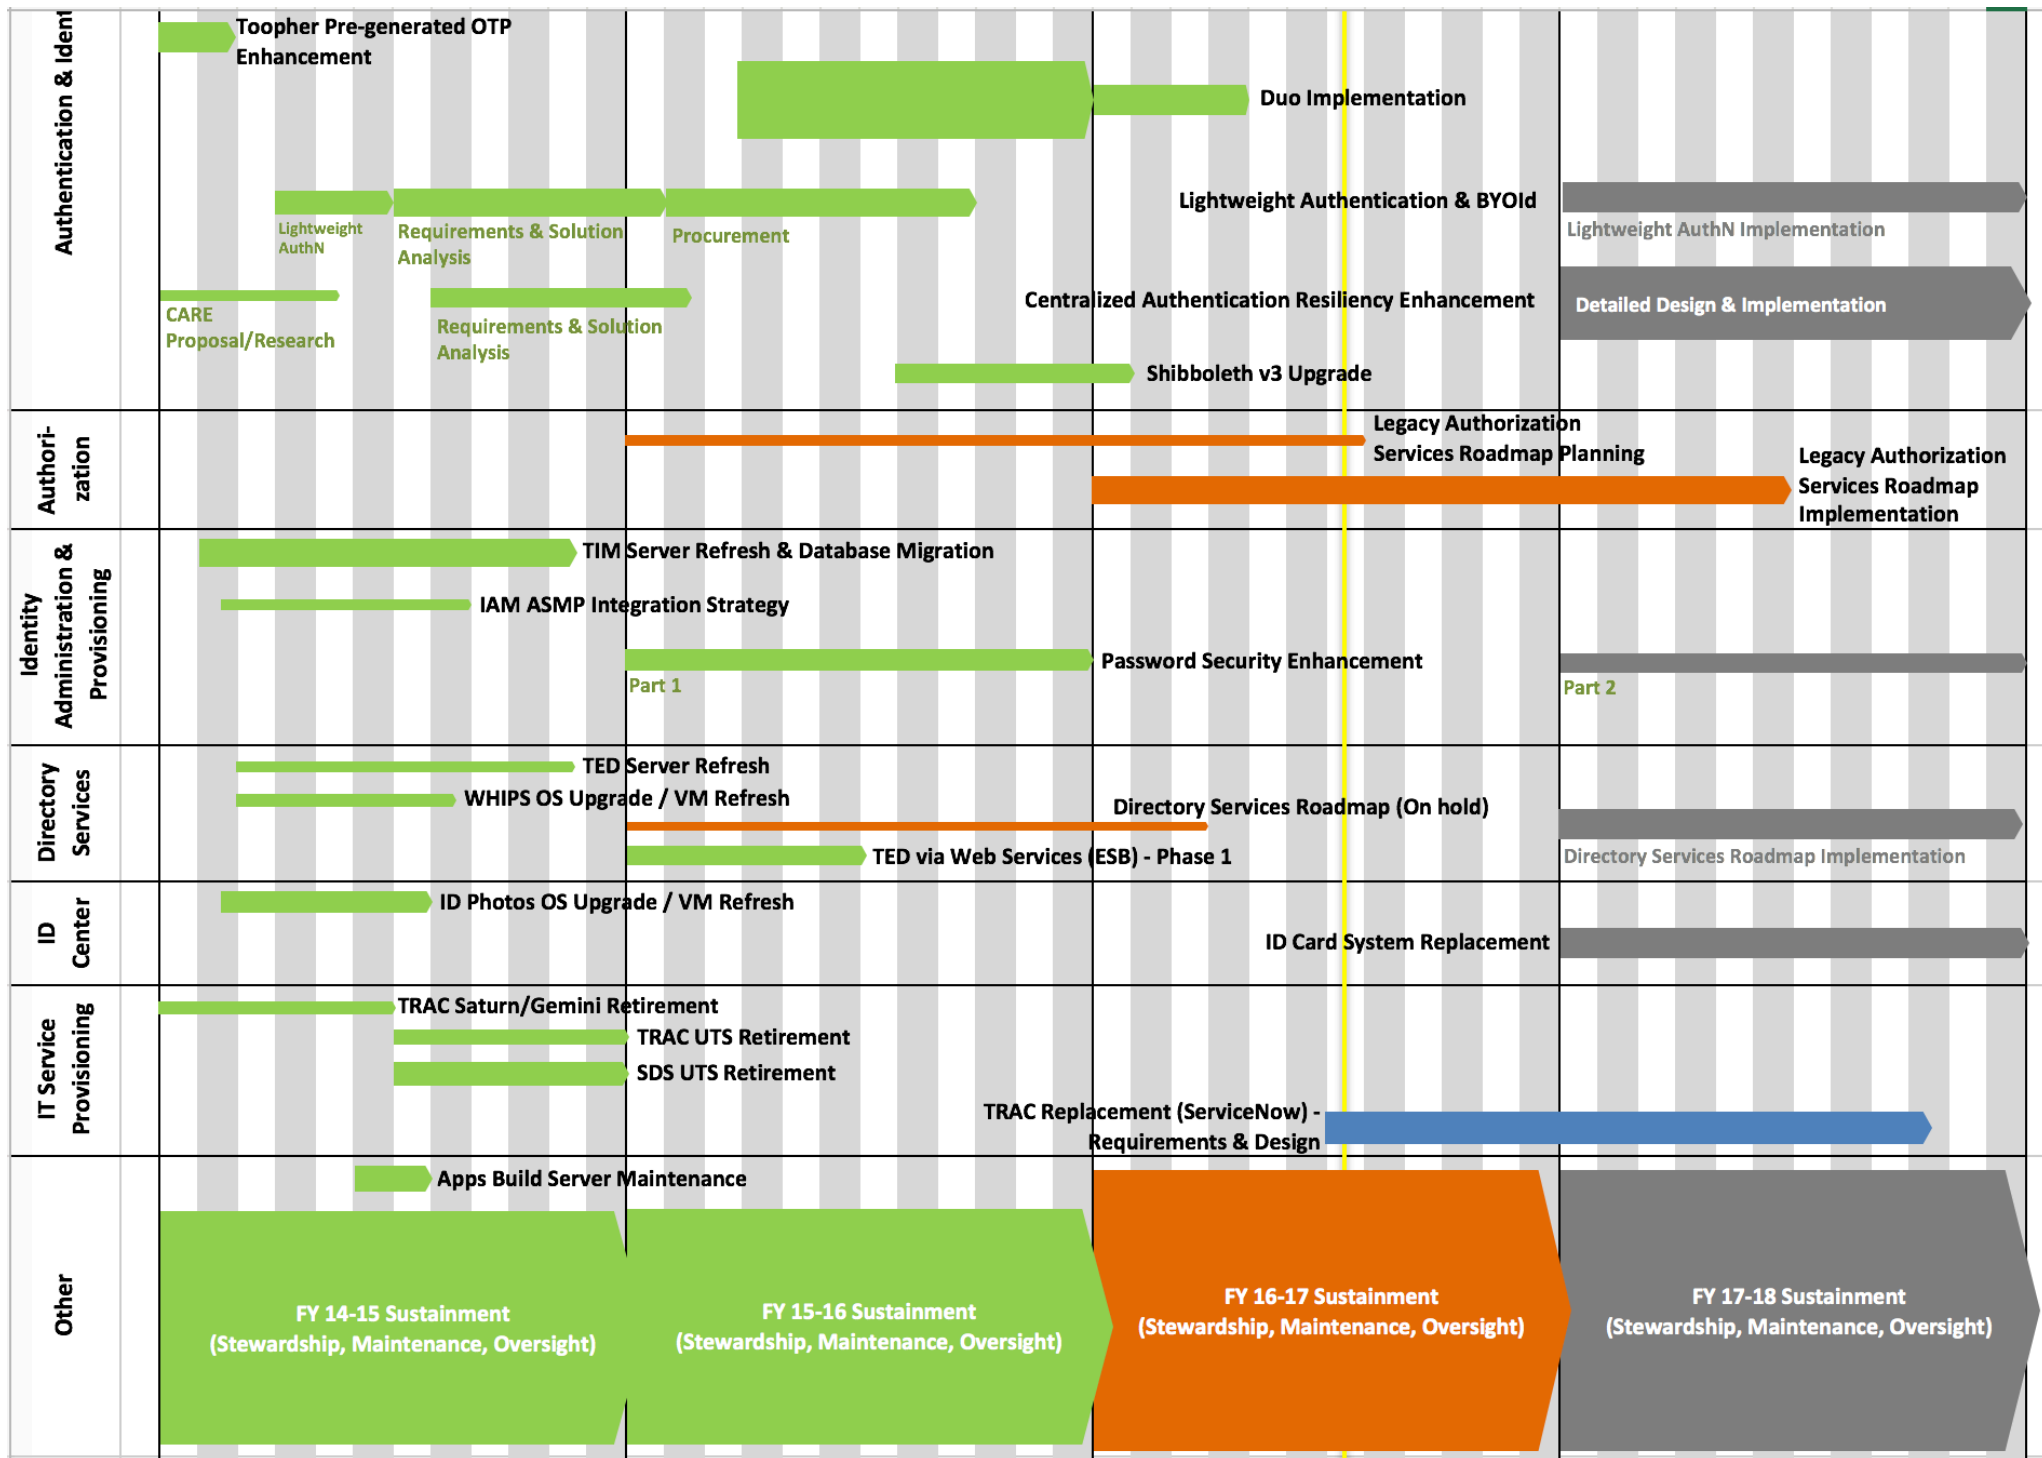 Authentication & Ident
Toopher Pre-generated OTP
Enhancement
Duo Implementation
Lightweight
AuthN
Requirements & Solution
Analysis
Procurement
Lightweight Authentication & BYOId
Lightweight AuthN Implementation
CARE
Proposal/Research
Requirements & Solution
Analysis
Centralized Authentication Resiliency Enhancement
Detailed Design & Implementation
Shibboleth v3 Upgrade
Authori-
zation
Legacy Authorization
Services Roadmap Planning
Legacy Authorization
Services Roadmap
Implementation
Identity
Administration &
Provisioning
TIM Server Refresh & Database Migration
IAM ASMP Integration Strategy
Password Security Enhancement
Part 1
Part 2
Directory
Services
TED Server Refresh
WHIPS OS Upgrade / VM Refresh
Directory Services Roadmap (On hold)
TED via Web Services (ESB) - Phase 1
Directory Services Roadmap Implementation
ID
Center
ID Photos OS Upgrade / VM Refresh
ID Card System Replacement
IT Service
Provisioning
TRAC Saturn/Gemini Retirement
TRAC UTS Retirement
SDS UTS Retirement
TRAC Replacement (ServiceNow) -
Requirements & Design
Other
Apps Build Server Maintenance
FY 14-15 Sustainment
(Stewardship, Maintenance, Oversight)
FY 15-16 Sustainment
(Stewardship, Maintenance, Oversight)
FY 16-17 Sustainment
(Stewardship, Maintenance, Oversight)
FY 17-18 Sustainment
(Stewardship, Maintenance, Oversight)